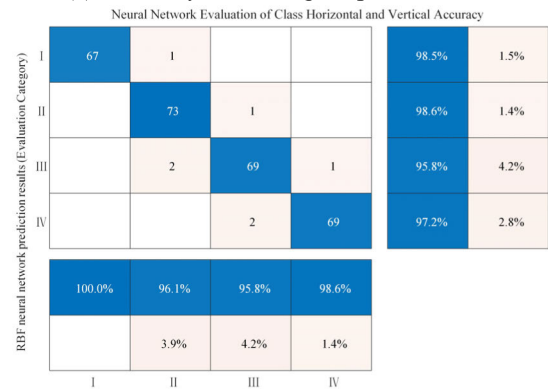 Neural Network Evaluation of Class Horizontal and Vertical Accuracy
RBF neural network prediction results (Evaluation Category)
I 67 1 98.5% 1.5%
II 73 1 98.6% 1.4%
III 2 69 1 95.8% 4.2%
IV 2 69 97.2% 2.8%
100.0% 96.1% 95.8% 98.6%
3.9% 4.2% 1.4%
I II III IV